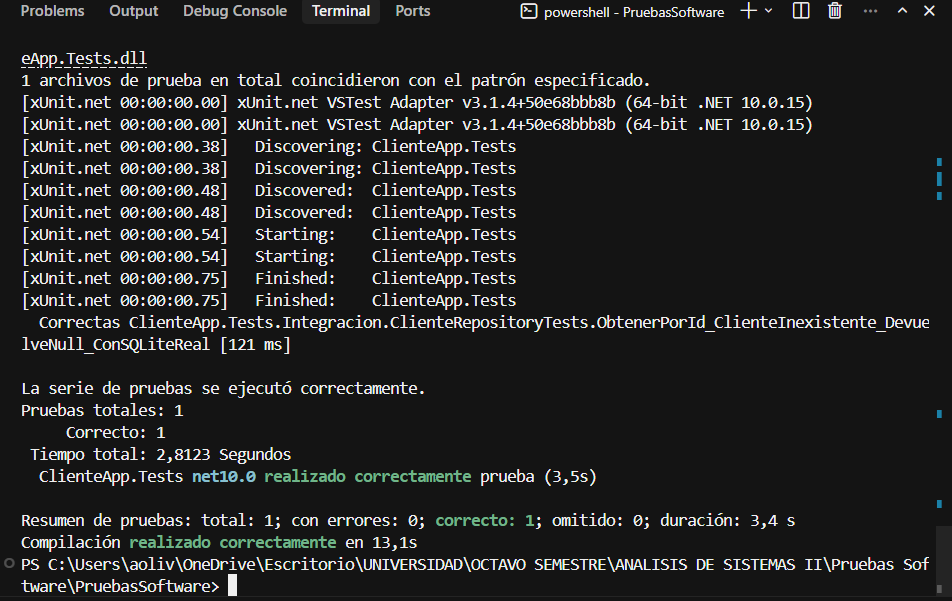 Problems Output Debug Console Terminal Ports powershell - PruebasSoftware
eApp.Tests.dll
1 archivos de prueba en total coincidieron con el patrón especificado.
[xUnit.net 00:00:00.00] xUnit.net VSTest Adapter v3.1.4+50e68bbb8b (64-bit .NET 10.0.15)
[xUnit.net 00:00:00.00] xUnit.net VSTest Adapter v3.1.4+50e68bbb8b (64-bit .NET 10.0.15)
[xUnit.net 00:00:00.38]   Discovering: ClienteApp.Tests
[xUnit.net 00:00:00.38]   Discovering: ClienteApp.Tests
[xUnit.net 00:00:00.48]   Discovered:  ClienteApp.Tests
[xUnit.net 00:00:00.48]   Discovered:  ClienteApp.Tests
[xUnit.net 00:00:00.54]   Starting:    ClienteApp.Tests
[xUnit.net 00:00:00.54]   Starting:    ClienteApp.Tests
[xUnit.net 00:00:00.75]   Finished:    ClienteApp.Tests
[xUnit.net 00:00:00.75]   Finished:    ClienteApp.Tests
  Correctas ClienteApp.Tests.Integracion.ClienteRepositoryTests.ObtenerPorId_ClienteInexistente_Devue
lveNull_ConSQLiteReal [121 ms]
La serie de pruebas se ejecutó correctamente.
Pruebas totales: 1
     Correcto: 1
 Tiempo total: 2,8123 Segundos
  ClienteApp.Tests net10.0 realizado correctamente prueba (3,5s)
Resumen de pruebas: total: 1; con errores: 0; correcto: 1; omitido: 0; duración: 3,4 s
Compilación realizado correctamente en 13,1s
PS C:\Users\aoliv\OneDrive\Escritorio\UNIVERSIDAD\OCTAVO SEMESTRE\ANALISIS DE SISTEMAS II\Pruebas Sof
tware\PruebasSoftware>